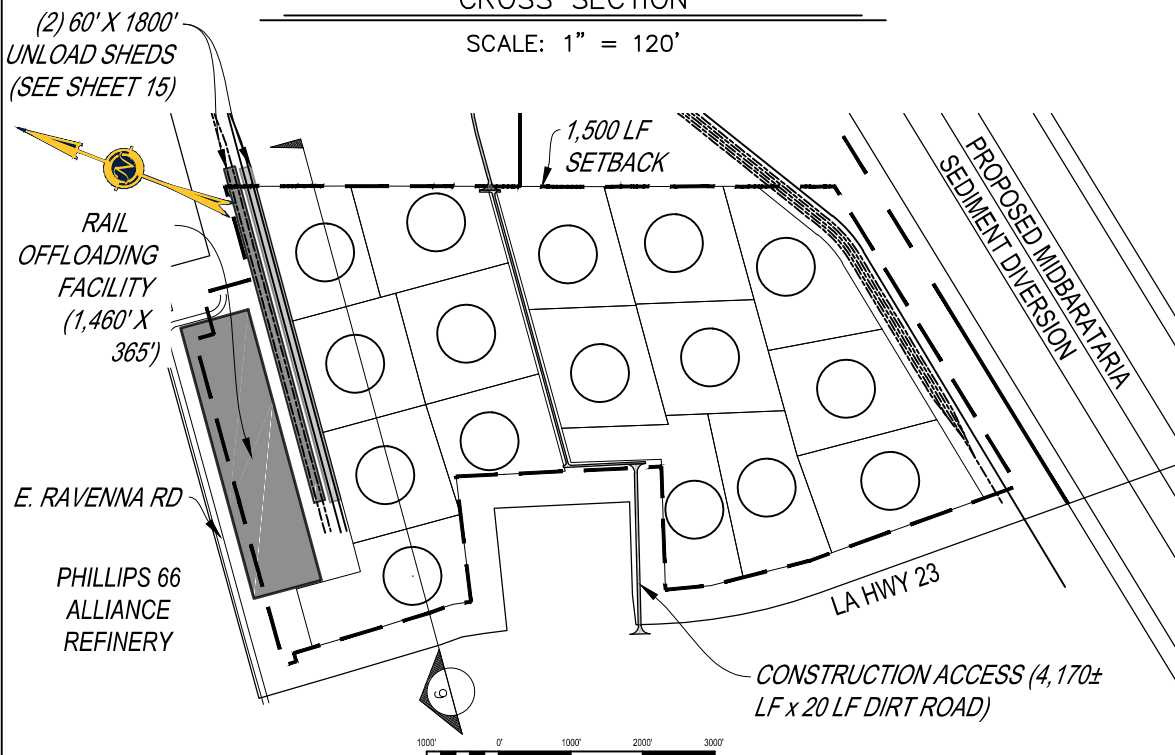 CROSS SECTION
SCALE: 1" = 120'
(2) 60' X 1800'
UNLOAD SHEDS
(SEE SHEET 15)
1,500 LF
SETBACK
N
PROPOSED MIDBARATARIA
SEDIMENT DIVERSION
RAIL
OFFLOADING
FACILITY
(1,460' X
365')
E. RAVENNA RD
PHILLIPS 66
ALLIANCE
REFINERY
LA HWY 23
CONSTRUCTION ACCESS (4,170±
LF x 20 LF DIRT ROAD)
6
1000' 0' 1000' 2000' 3000'